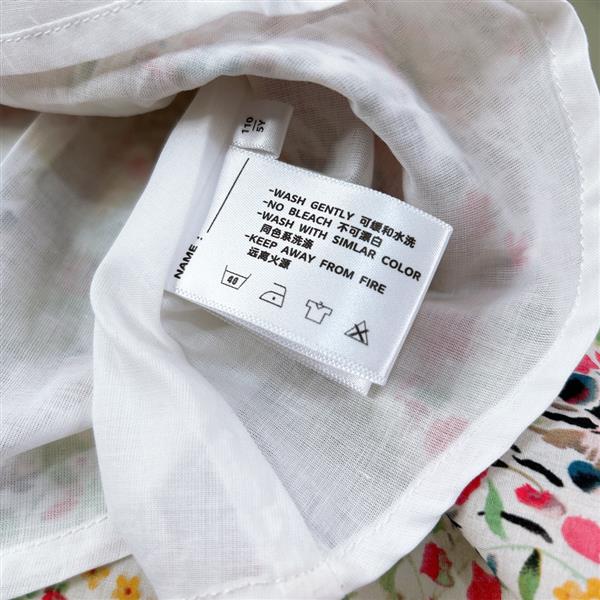 110
5Y
-WASH GENTLY 可缓和水洗
-NO BLEACH 不可漂白
-WASH WITH SIMLAR COLOR
同色系洗涤
-KEEP AWAY FROM FIRE
远离火源
NAME :
40